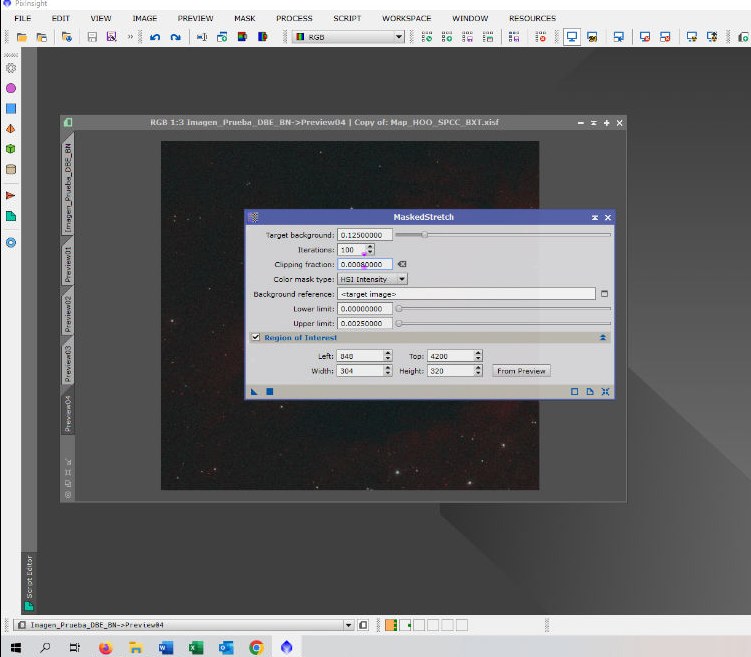 PixInsight
FILE EDIT VIEW IMAGE PREVIEW MASK PROCESS SCRIPT WORKSPACE WINDOW RESOURCES
RGB
RGB 1:3 Imagen_Prueba_DBE_BN->Preview04 | Copy of: Map_HOO_SPCC_BXT.xisf
Imagen_Prueba_DBE_BN
Preview01
Preview02
Preview03
Preview04
MaskedStretch
Target background: 0.12500000
Iterations: 100
Clipping fraction: 0.00080000
Color mask type: HSI Intensity
Background reference: <target image>
Lower limit: 0.00000000
Upper limit: 0.00250000
Region of Interest
Left: 848 Top: 4200
Width: 304 Height: 320 From Preview
Script Editor
Imagen_Prueba_DBE_BN->Preview04